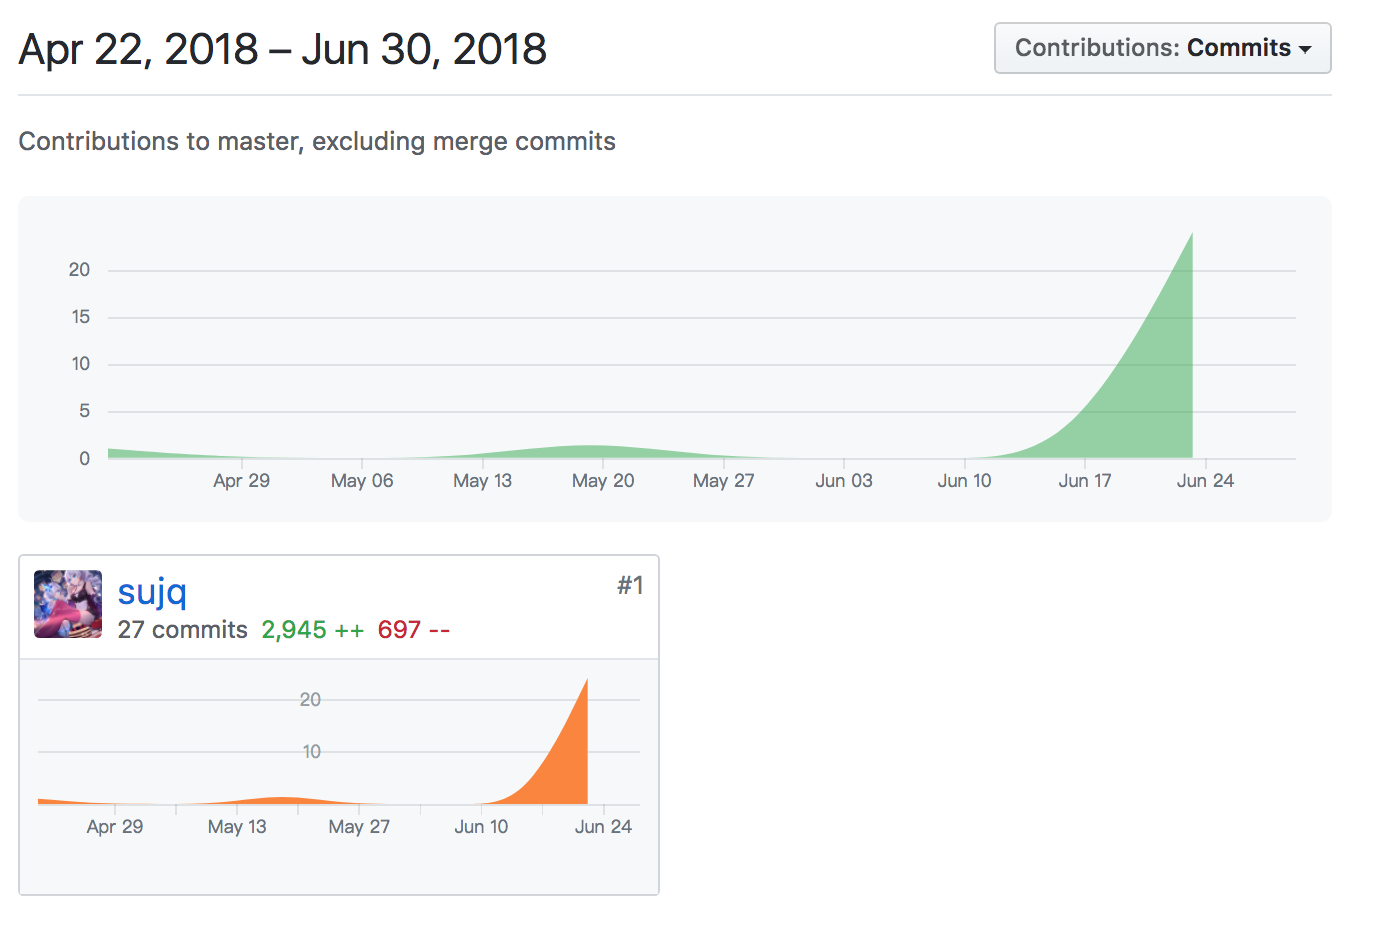 Apr 22, 2018 – Jun 30, 2018
Contributions: Commits
Contributions to master, excluding merge commits
20
15
10
5
0
Apr 29 May 06 May 13 May 20 May 27 Jun 03 Jun 10 Jun 17 Jun 24
sujq #1
27 commits 2,945 ++ 697 --
20
10
Apr 29 May 13 May 27 Jun 10 Jun 24